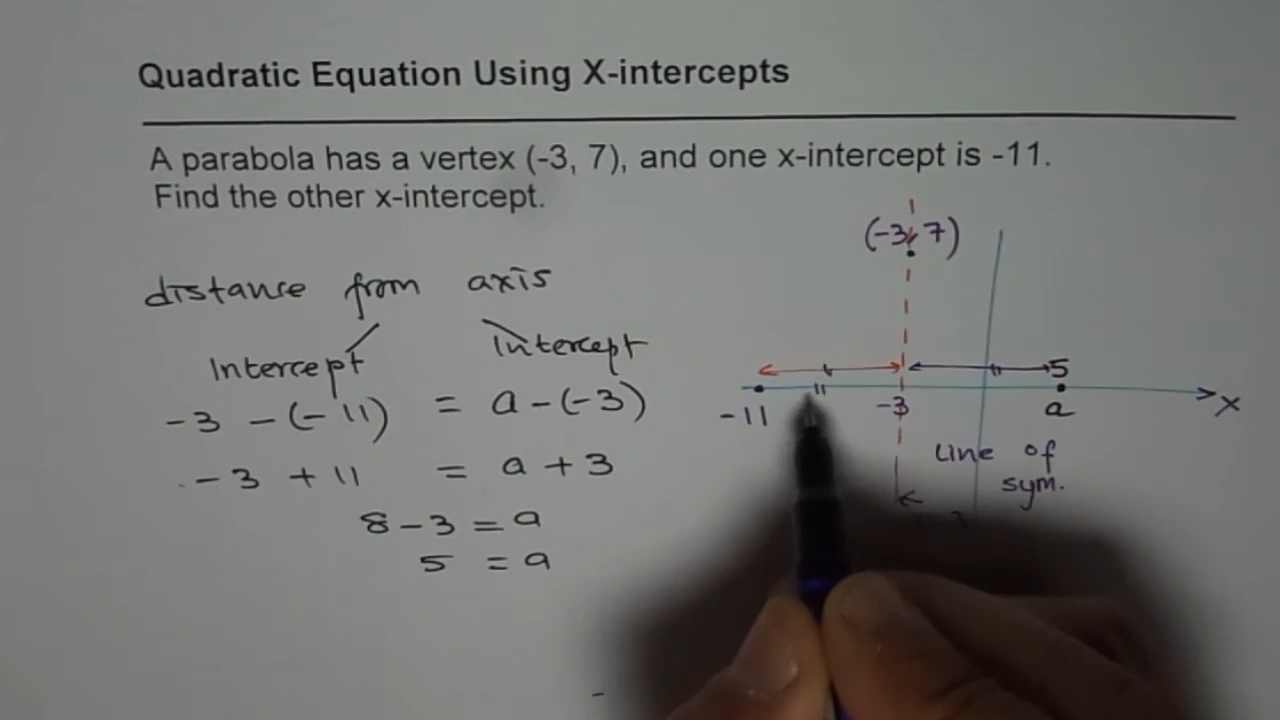 Quadratic Equation Using X-intercepts
A parabola has a vertex (-3, 7), and one x-intercept is -11.
Find the other x-intercept.
(-3, 7)
distance from axis
Intercept Intercept
-3 - (-11) = a - (-3)
-3 + 11 = a + 3
8 - 3 = a
5 = a
5
-11 -3 a X
Line of
sym.